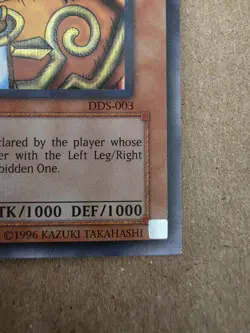 DDS-003
clared by the player whose
er with the Left Leg/Right
bidden One.
TK/1000 DEF/1000
©1996 KAZUKI TAKAHASHI